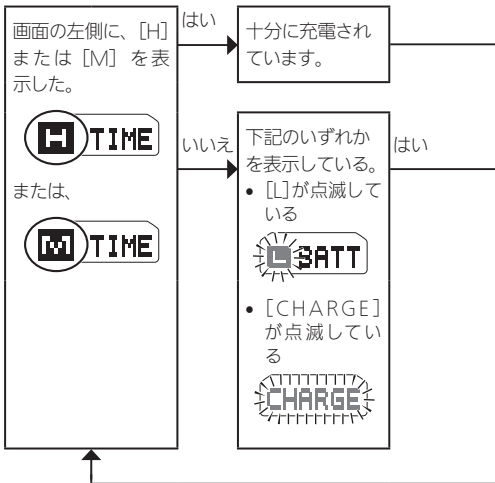 画面の左側に、[H]
または [M] を表
示した。
H TIME
または、
M TIME
はい
十分に充電され
ています。
いいえ
下記のいずれか
を表示している。
• [L]が点滅して
いる
L BATT
• [CHARGE]
が点滅してい
る
CHARGE
はい